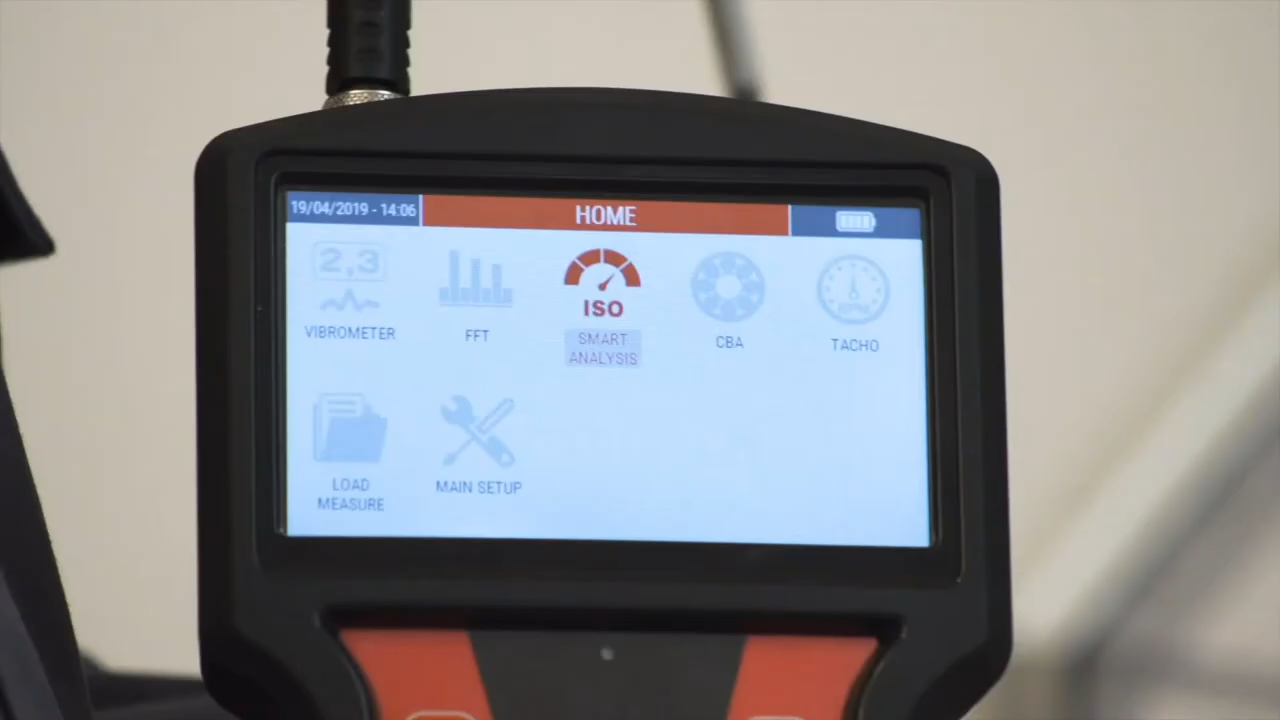 19/04/2019 - 14:06 HOME
2,3
VIBROMETER
FFT
ISO
SMART
ANALYSIS
CBA
RPM
TACHO
LOAD
MEASURE
MAIN SETUP